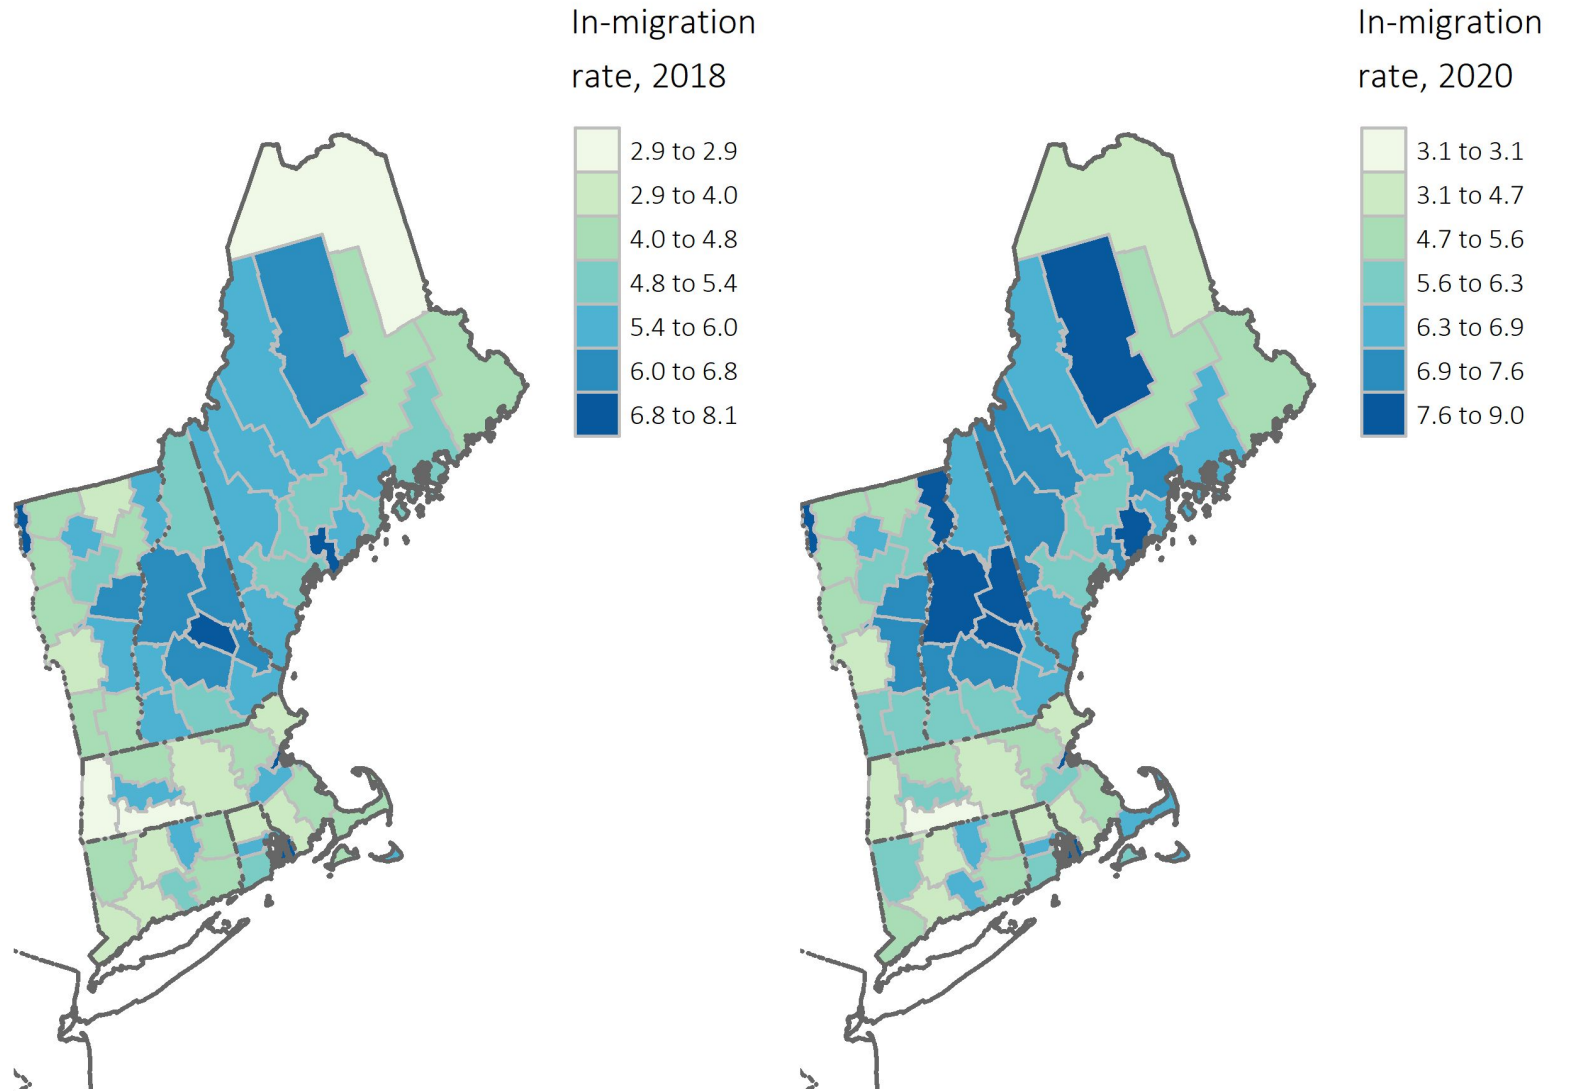 In-migration
rate, 2018
2.9 to 2.9
2.9 to 4.0
4.0 to 4.8
4.8 to 5.4
5.4 to 6.0
6.0 to 6.8
6.8 to 8.1
In-migration
rate, 2020
3.1 to 3.1
3.1 to 4.7
4.7 to 5.6
5.6 to 6.3
6.3 to 6.9
6.9 to 7.6
7.6 to 9.0